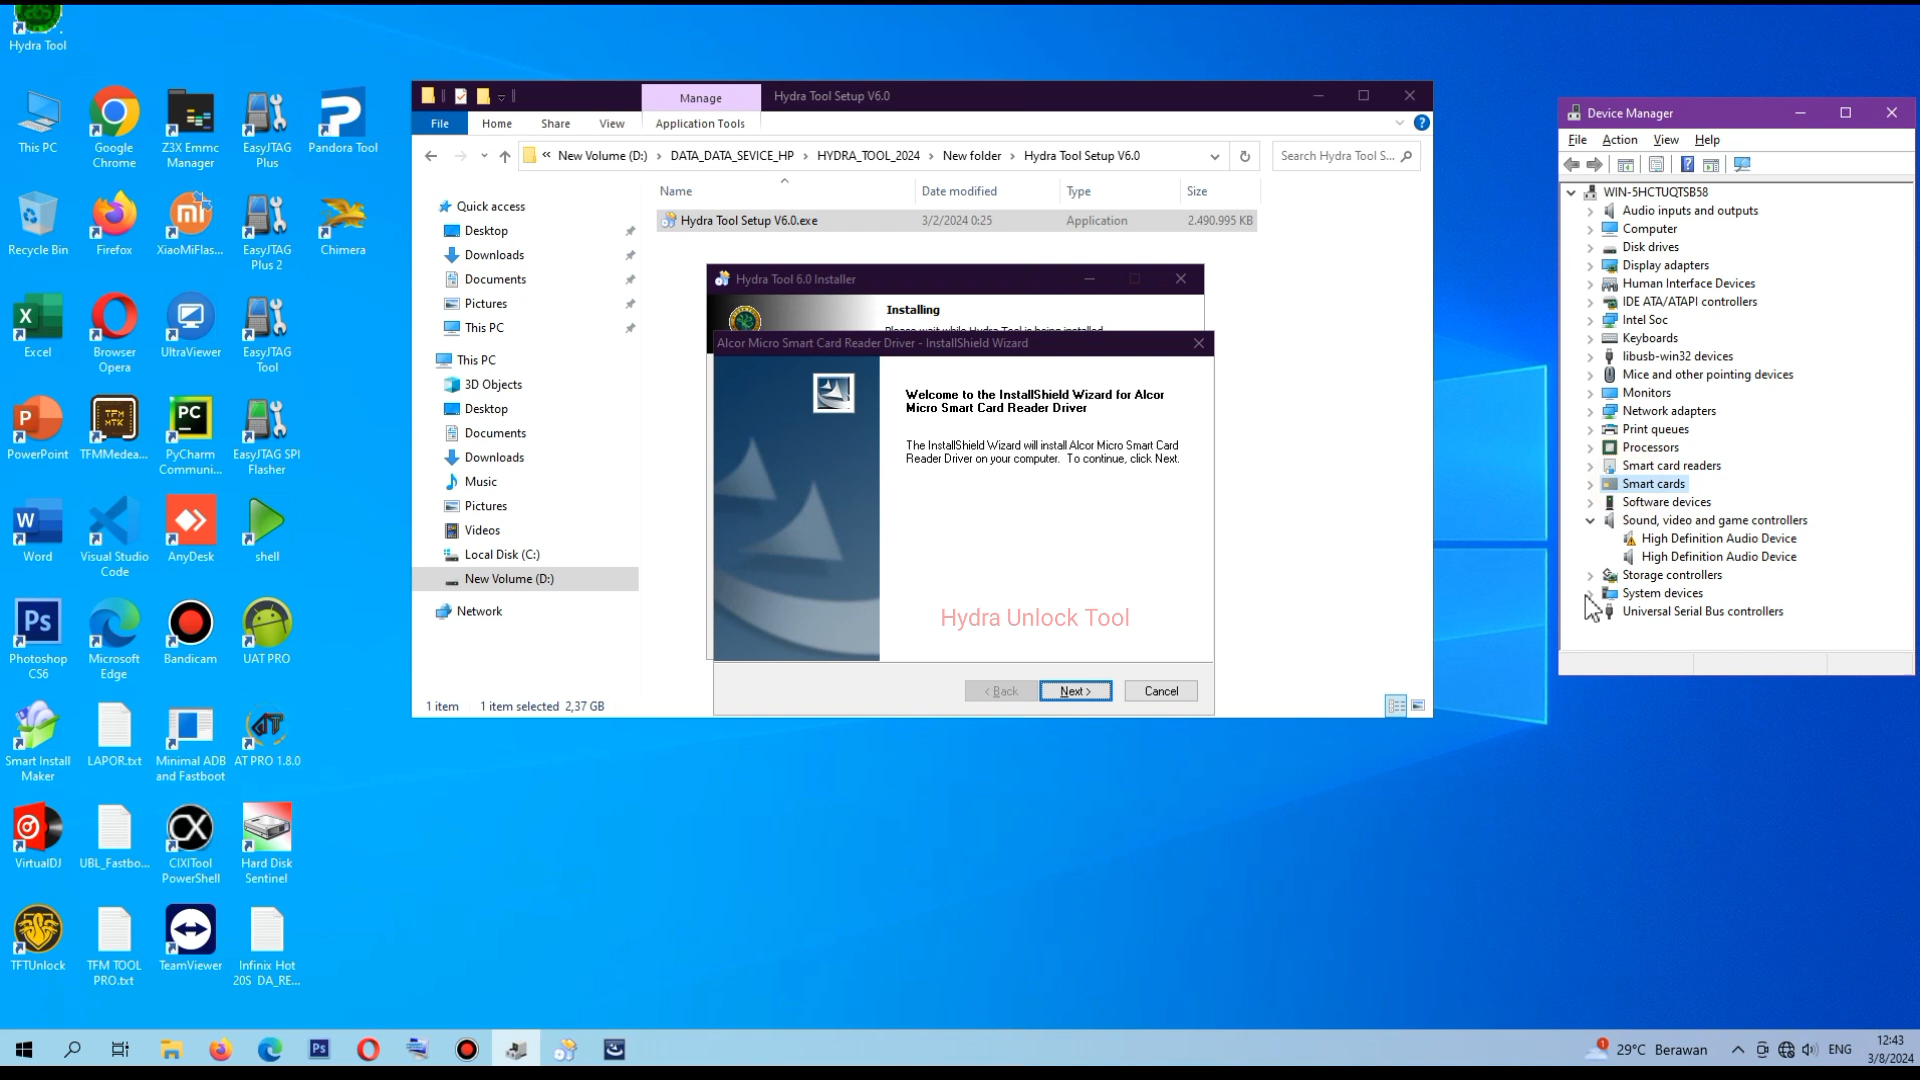 Hydra Tool
This PC
Google Chrome
Z3X Emmc Manager
EasyJTAG Plus
Pandora Tool
Recycle Bin
Firefox
XiaoMiFlas...
EasyJTAG Plus 2
Chimera
Excel
Browser Opera
UltraViewer
EasyJTAG Tool
PowerPoint
TFMMedea...
PyCharm Communi...
EasyJTAG SPI Flasher
Word
Visual Studio Code
AnyDesk
shell
Photoshop CS6
Microsoft Edge
Bandicam
UAT PRO
Smart Install Maker
LAPOR.txt
Minimal ADB and Fastboot
AT PRO 1.8.0
VirtualDJ
UBL_Fastbo...
CIXITool PowerShell
Hard Disk Sentinel
TFTUnlock
TFM TOOL PRO.txt
TeamViewer
Infinix Hot 20S DA_RE...
Manage
Hydra Tool Setup V6.0
File
Home
Share
View
Application Tools
« New Volume (D:) › DATA_DATA_SEVICE_HP › HYDRA_TOOL_2024 › New folder › Hydra Tool Setup V6.0
Search Hydra Tool S...
Name
Date modified
Type
Size
Hydra Tool Setup V6.0.exe
3/2/2024 0:25
Application
2.490.995 KB
Quick access
Desktop
Downloads
Documents
Pictures
This PC
This PC
3D Objects
Desktop
Documents
Downloads
Music
Pictures
Videos
Local Disk (C:)
New Volume (D:)
Network
1 item
1 item selected 2,37 GB
Hydra Tool 6.0 Installer
Installing
Please wait while Hydra Tool is being installed
Alcor Micro Smart Card Reader Driver - InstallShield Wizard
Welcome to the InstallShield Wizard for Alcor
Micro Smart Card Reader Driver
The InstallShield Wizard will install Alcor Micro Smart Card
Reader Driver on your computer. To continue, click Next.
Hydra Unlock Tool
< Back
Next >
Cancel
Device Manager
File
Action
View
Help
WIN-5HCTUQTSB58
Audio inputs and outputs
Computer
Disk drives
Display adapters
Human Interface Devices
IDE ATA/ATAPI controllers
Intel Soc
Keyboards
libusb-win32 devices
Mice and other pointing devices
Monitors
Network adapters
Print queues
Processors
Smart card readers
Smart cards
Software devices
Sound, video and game controllers
High Definition Audio Device
High Definition Audio Device
Storage controllers
System devices
Universal Serial Bus controllers
29°C Berawan
ENG
12:43
3/8/2024